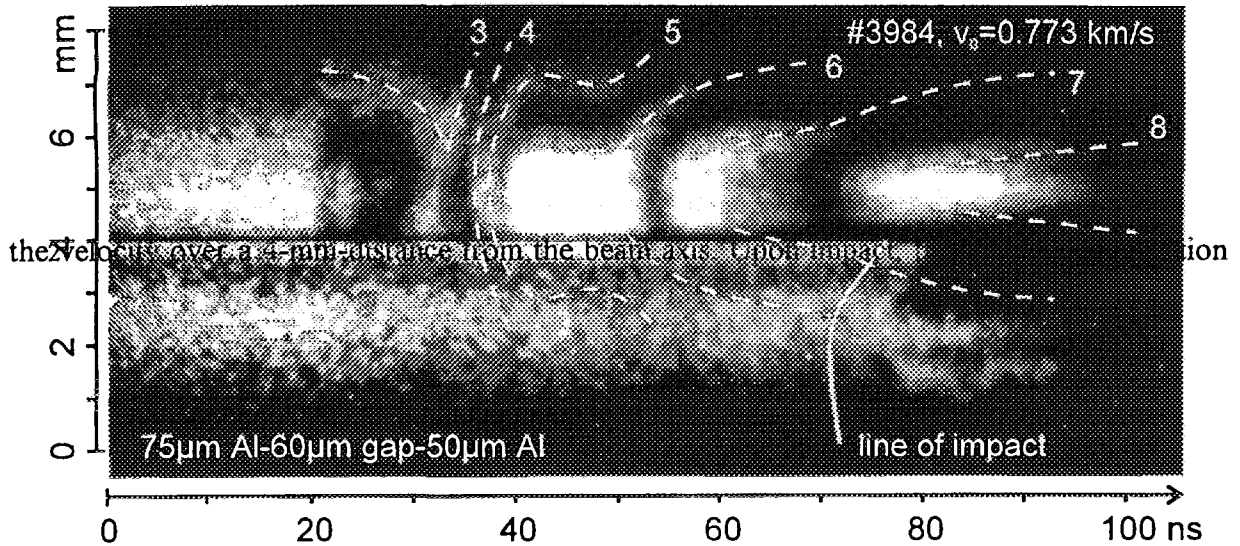 mm
3 4 5 #3984, v₀=0.773 km/s
6
7
8
6
4
the velocity over a 4-mm-distance from the beam axis. Upon impact tion
2
0
75µm Al-60µm gap-50µm Al line of impact
0 20 40 60 80 100 ns